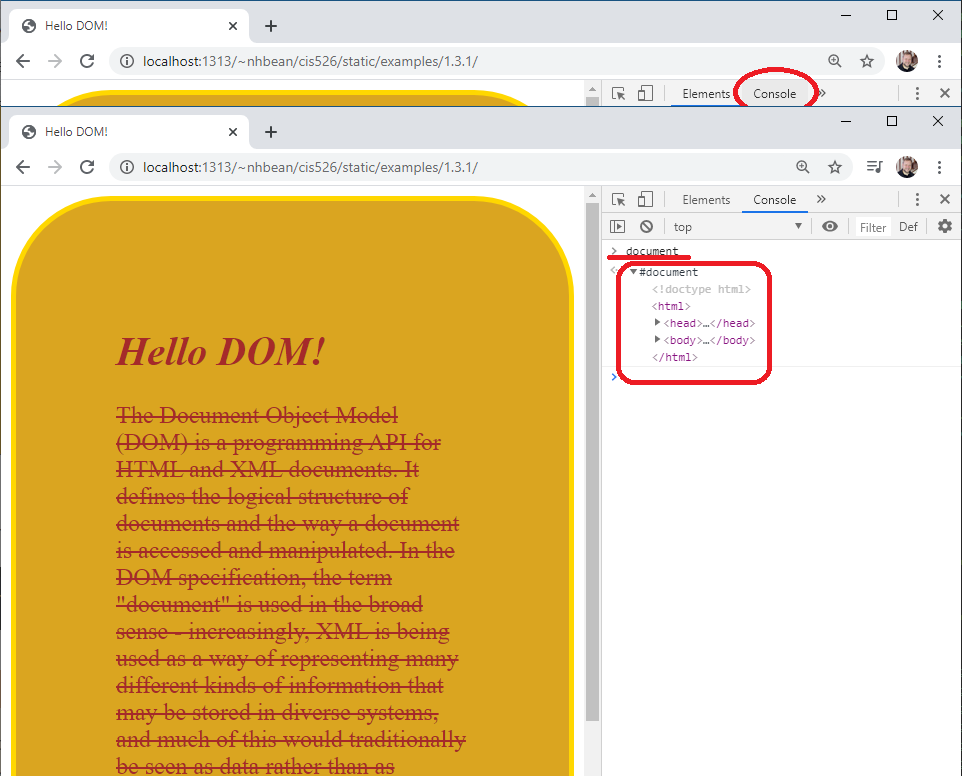 Hello DOM!
localhost:1313/~nhbean/cis526/static/examples/1.3.1/
Elements Console »
Hello DOM!
localhost:1313/~nhbean/cis526/static/examples/1.3.1/
Elements Console »
top Filter Def
> document
#document
<!doctype html>
<html>
<head>…</head>
<body>…</body>
</html>
>
Hello DOM!
The Document Object Model
(DOM) is a programming API for
HTML and XML documents. It
defines the logical structure of
documents and the way a document
is accessed and manipulated. In the
DOM specification, the term
"document" is used in the broad
sense - increasingly, XML is being
used as a way of representing many
different kinds of information that
may be stored in diverse systems,
and much of this would traditionally
be seen as data rather than as